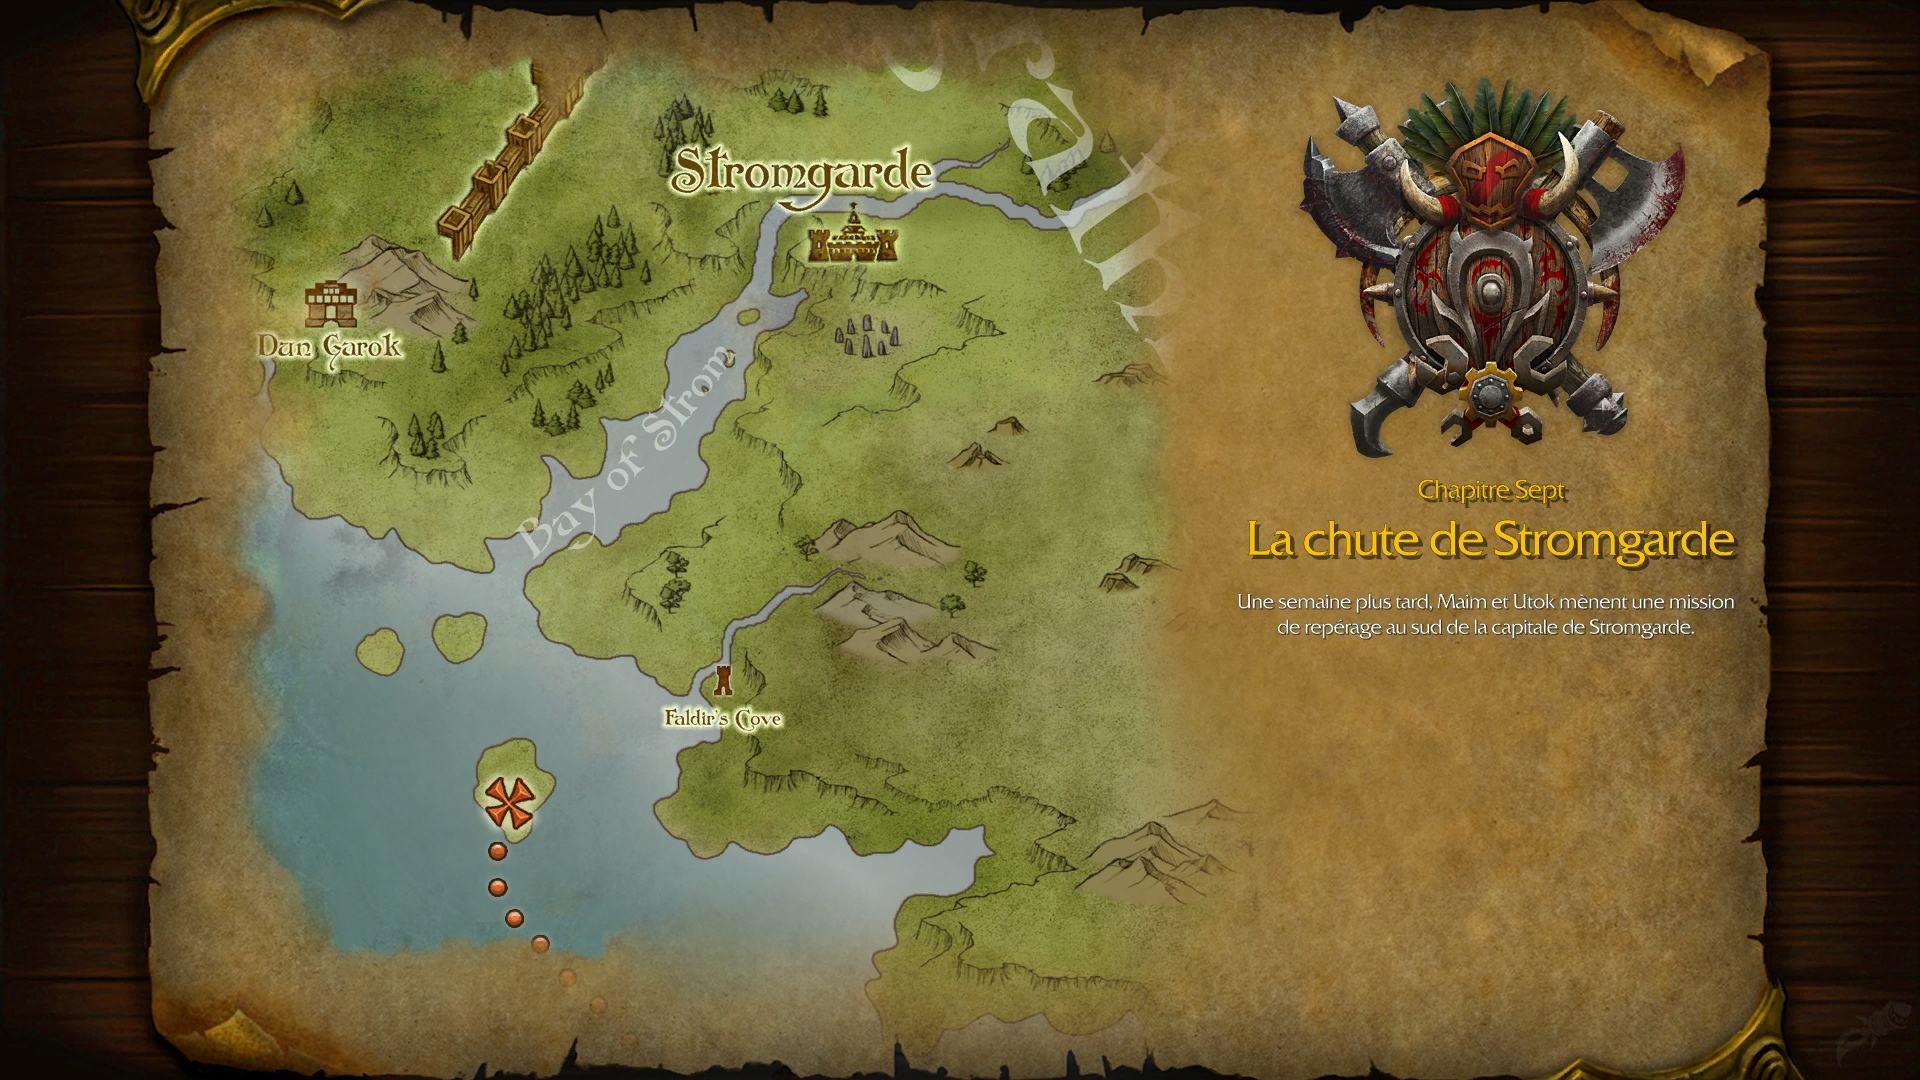 Stromgarde
Dun Garok
Bay of Strom
Faldir's Cove
Chapitre Sept
La chute de Stromgarde
Une semaine plus tard, Maim et Utok mènent une mission
de repérage au sud de la capitale de Stromgarde.